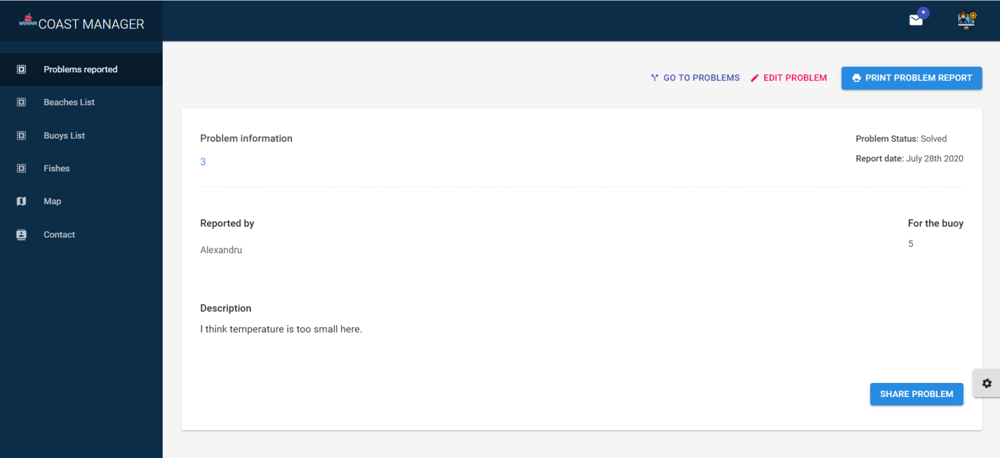 COAST MANAGER
*
Problems reported
Beaches List
Buoys List
Fishes
Map
Contact
GO TO PROBLEMS
EDIT PROBLEM
PRINT PROBLEM REPORT
Problem information
3
Problem Status: Solved
Report date: July 28th 2020
Reported by
Alexandru
For the buoy
5
Description
I think temperature is too small here.
SHARE PROBLEM